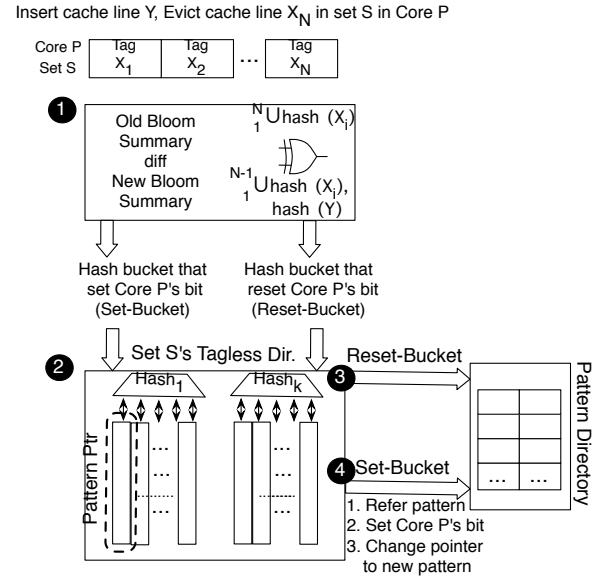 Insert cache line Y, Evict cache line X_N in set S in Core P
Core P
Set S
Tag
X_1
Tag
X_2
...
Tag
X_N
1
Old Bloom
Summary
diff
New Bloom
Summary
N
1 U hash (X_i)
N-1
1 U hash (X_i),
hash (Y)
Hash bucket that
set Core P's bit
(Set-Bucket)
Hash bucket that
reset Core P's bit
(Reset-Bucket)
2
Set S's Tagless Dir.
Hash_1
Hash_k
Pattern Ptr
...
...
...
...
...
...
3
Reset-Bucket
4
Set-Bucket
1. Refer pattern
2. Set Core P's bit
3. Change pointer
to new pattern
... ...
Pattern Directory